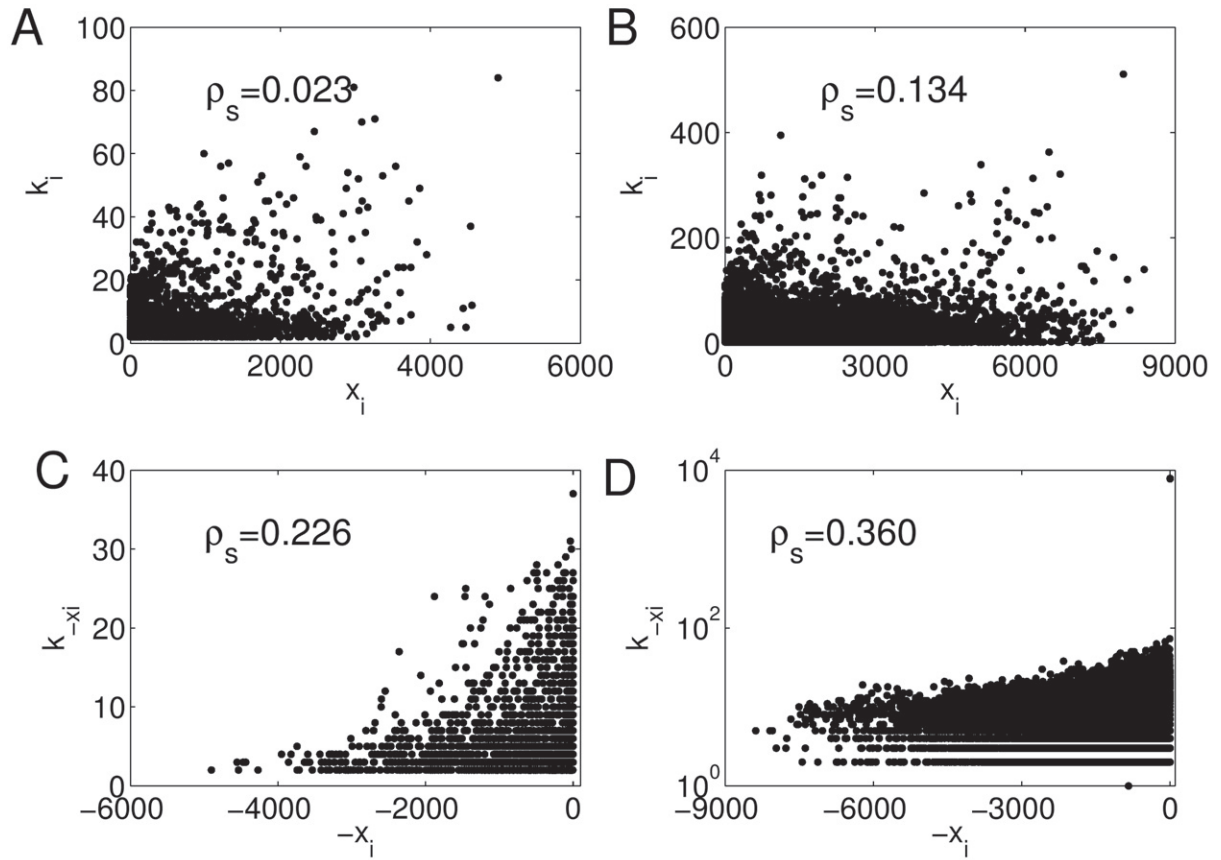 A
100
80
60
40
20
0
k_i
ρ_s=0.023
0 2000 4000 6000
x_i
B
600
400
200
0
k_i
ρ_s=0.134
0 3000 6000 9000
x_i
C
40
30
20
10
0
k_{-xi}
ρ_s=0.226
−6000 −4000 −2000 0
−x_i
D
10^4
10^2
10^0
k_{-xi}
ρ_s=0.360
−9000 −6000 −3000 0
−x_i